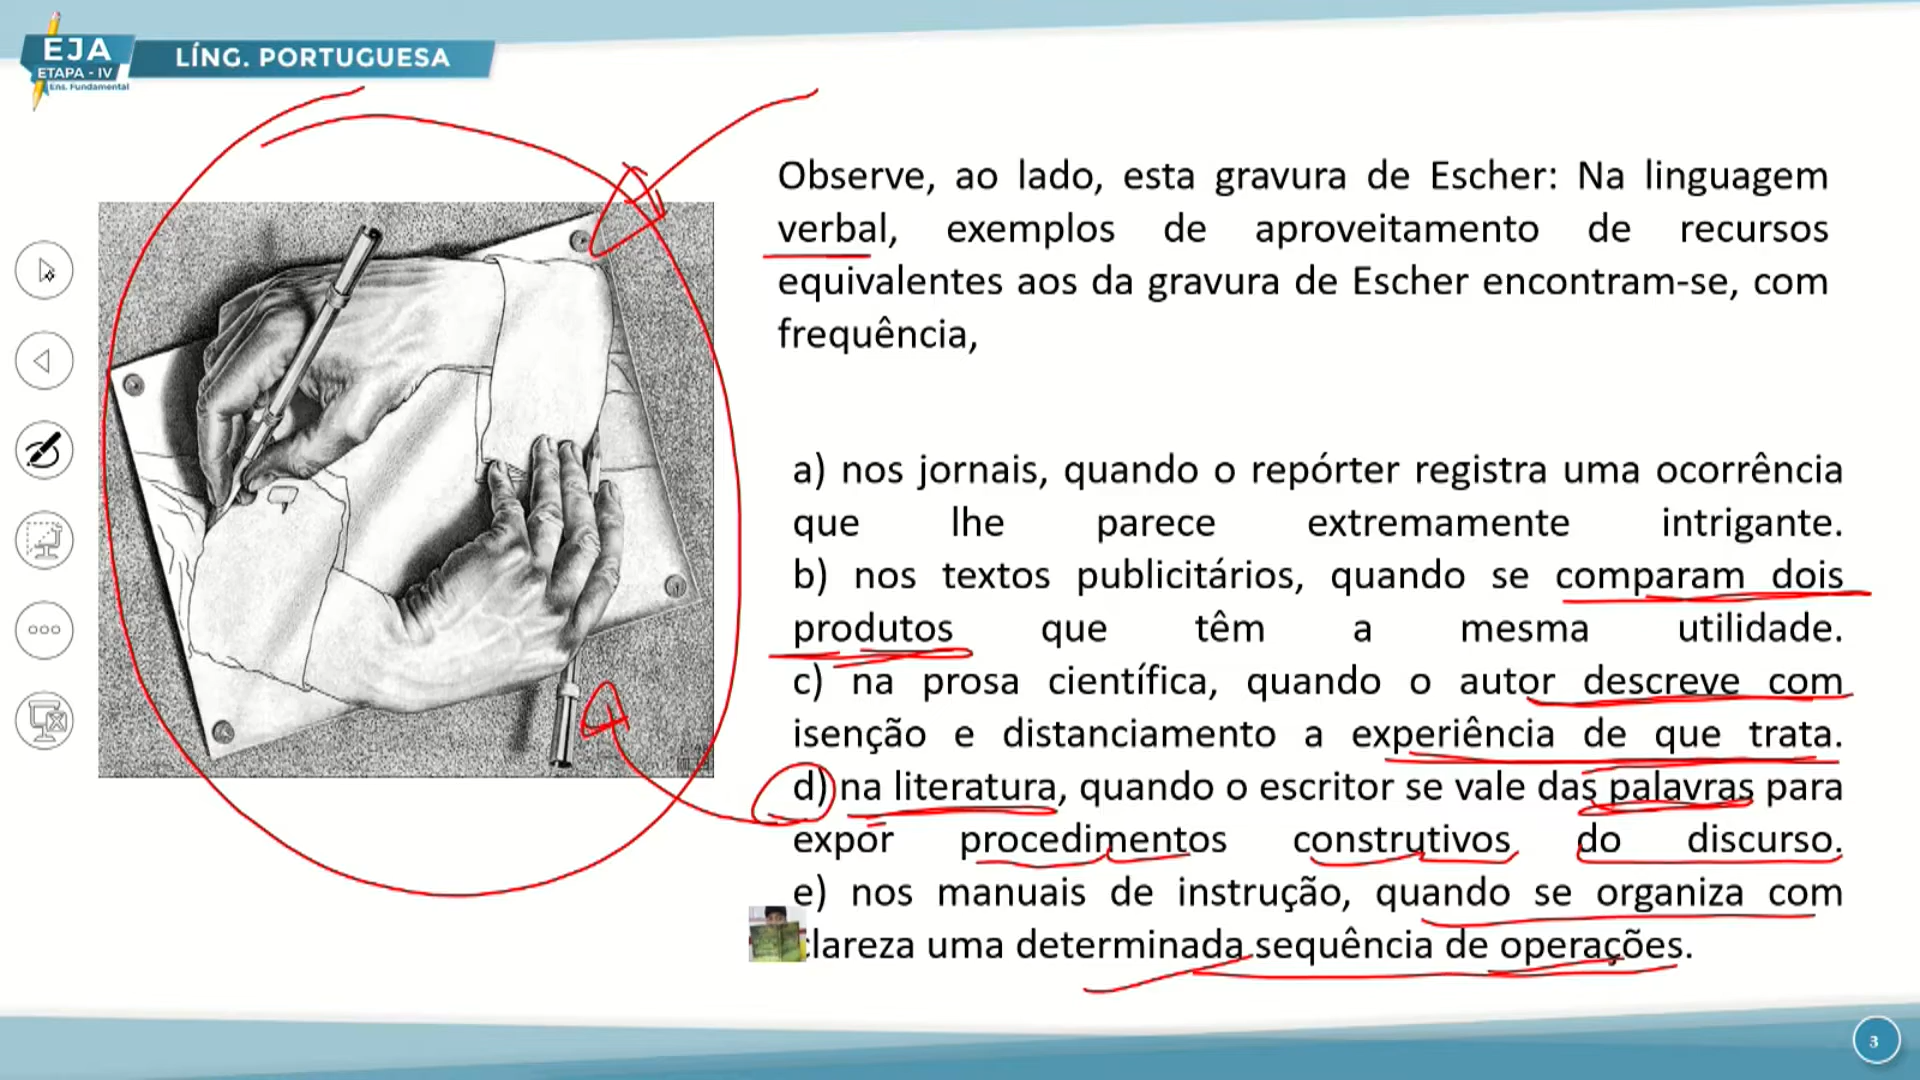 EJA
ETAPA - IV
Ens. Fundamental
LÍNG. PORTUGUESA
Observe, ao lado, esta gravura de Escher: Na linguagem
verbal, exemplos de aproveitamento de recursos
equivalentes aos da gravura de Escher encontram-se, com
frequência,
a) nos jornais, quando o repórter registra uma ocorrência
que lhe parece extremamente intrigante.
b) nos textos publicitários, quando se comparam dois
produtos que têm a mesma utilidade.
c) na prosa científica, quando o autor descreve com
isenção e distanciamento a experiência de que trata.
d) na literatura, quando o escritor se vale das palavras para
expor procedimentos construtivos do discurso.
e) nos manuais de instrução, quando se organiza com
clareza uma determinada sequência de operações.
3